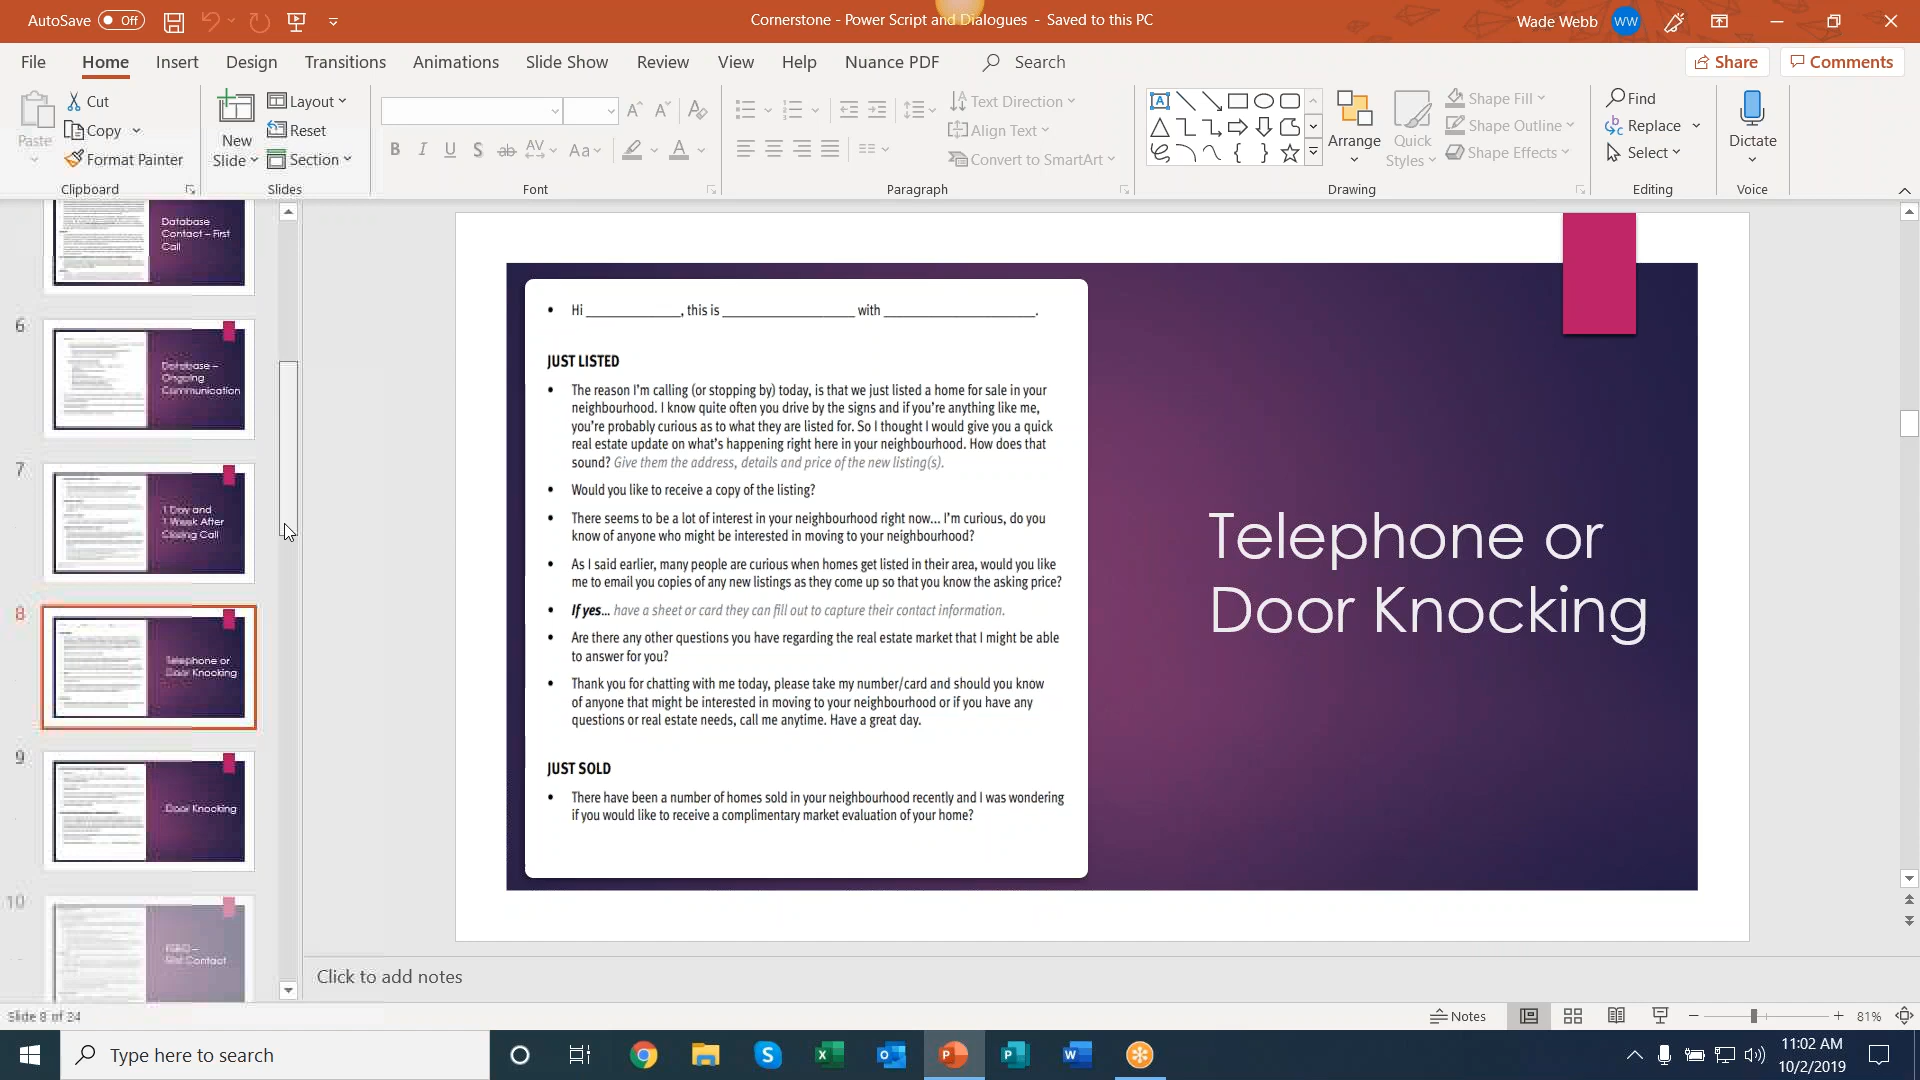 AutoSave Off
Cornerstone - Power Script and Dialogues - Saved to this PC
Wade Webb WW
File Home Insert Design Transitions Animations Slide Show Review View Help Nuance PDF Search
Share Comments
Paste
Cut
Copy
Format Painter
Clipboard
New
Slide
Layout
Reset
Section
Slides
B I U S ab AV Aa A
Font
Text Direction
Align Text
Convert to SmartArt
Paragraph
Arrange
Quick
Styles
Shape Fill
Shape Outline
Shape Effects
Drawing
Find
Replace
Select
Editing
Dictate
Voice
Database
Contact – First
Call
6
Database –
Ongoing
Communication
7
1 Day and
1 Week After
Closing Call
8
Telephone or
Door Knocking
9
Door Knocking
10
FSBO –
First Contact
• Hi ______________, this is ____________________ with _______________________.
JUST LISTED
• The reason I'm calling (or stopping by) today, is that we just listed a home for sale in your
neighbourhood. I know quite often you drive by the signs and if you're anything like me,
you're probably curious as to what they are listed for. So I thought I would give you a quick
real estate update on what's happening right here in your neighbourhood. How does that
sound? Give them the address, details and price of the new listing(s).
• Would you like to receive a copy of the listing?
• There seems to be a lot of interest in your neighbourhood right now... I'm curious, do you
know of anyone who might be interested in moving to your neighbourhood?
• As I said earlier, many people are curious when homes get listed in their area, would you like
me to email you copies of any new listings as they come up so that you know the asking price?
• If yes... have a sheet or card they can fill out to capture their contact information.
• Are there any other questions you have regarding the real estate market that I might be able
to answer for you?
• Thank you for chatting with me today, please take my number/card and should you know
of anyone that might be interested in moving to your neighbourhood or if you have any
questions or real estate needs, call me anytime. Have a great day.
JUST SOLD
• There have been a number of homes sold in your neighbourhood recently and I was wondering
if you would like to receive a complimentary market evaluation of your home?
Telephone or
Door Knocking
Click to add notes
Slide 8 of 34
Notes
81%
Type here to search
11:02 AM
10/2/2019